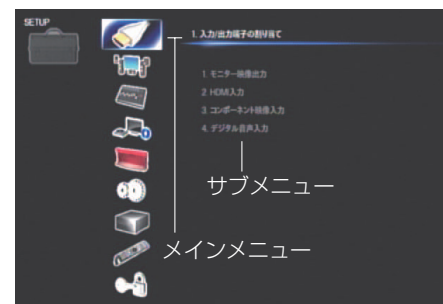 SETUP
1. 入力/出力端子の割り当て
1. モニター映像出力
2. HDMI入力
3. コンポーネント映像入力
4. デジタル音声入力
サブメニュー
メインメニュー